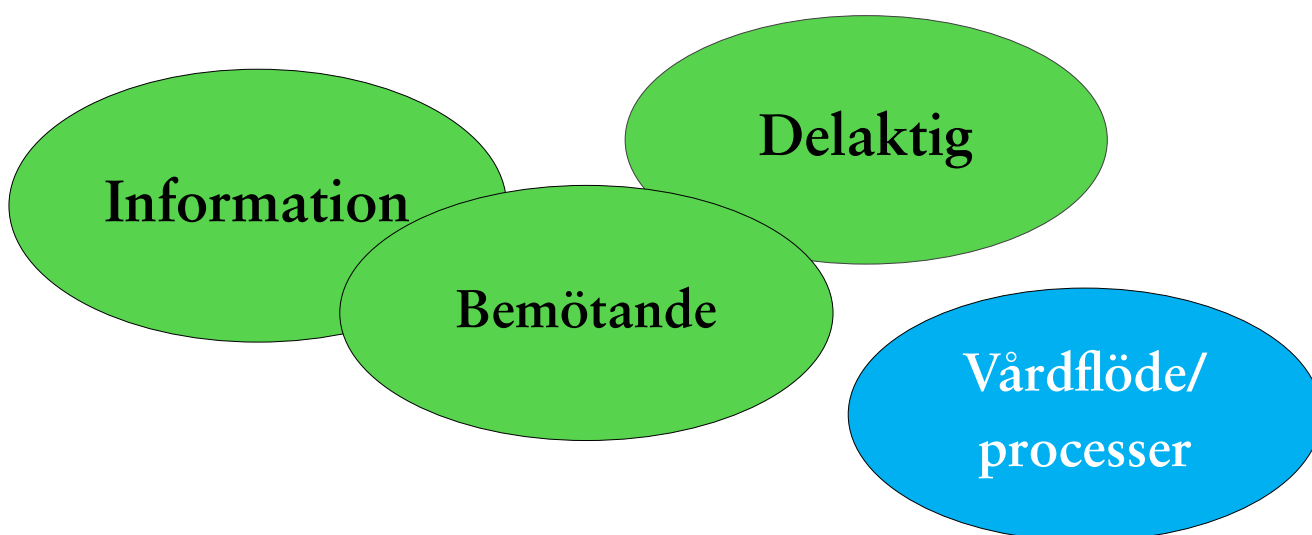 Delaktig
Information
Bemötande
Vårdflöde/
processer